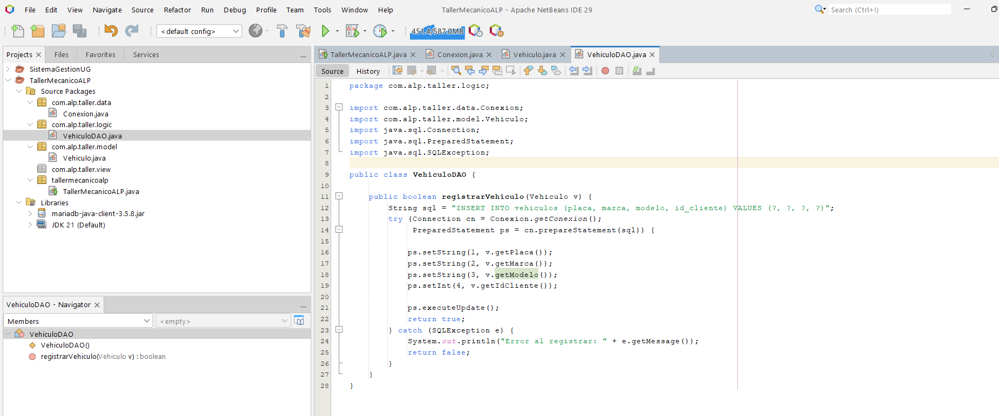 File Edit View Navigate Source Refactor Run Debug Profile Team Tools Window Help TallerMecanicoALP - Apache NetBeans IDE 29 Search (Ctrl+I)
<default config> 451.4/587.0MB
Projects Files Favorites Services
TallerMecanicoALP.java Conexion.java Vehiculo.java VehiculoDAO.java
SistemaGestionUG
TallerMecanicoALP
Source Packages
com.alp.taller.data
Conexion.java
com.alp.taller.logic
VehiculoDAO.java
com.alp.taller.model
Vehiculo.java
com.alp.taller.view
tallermecanicoalp
TallerMecanicoALP.java
Libraries
mariadb-java-client-3.5.8.jar
JDK 21 (Default)
VehiculoDAO - Navigator
Members <empty>
VehiculoDAO
VehiculoDAO()
registrarVehiculo(Vehiculo v) : boolean
Source History
1 package com.alp.taller.logic;
2
3 import com.alp.taller.data.Conexion;
4 import com.alp.taller.model.Vehiculo;
5 import java.sql.Connection;
6 import java.sql.PreparedStatement;
7 import java.sql.SQLException;
8
9 public class VehiculoDAO {
10
11 public boolean registrarVehiculo(Vehiculo v) {
12 String sql = "INSERT INTO vehiculos (placa, marca, modelo, id_cliente) VALUES (?, ?, ?, ?)";
13 try (Connection cn = Conexion.getConexion();
14 PreparedStatement ps = cn.prepareStatement(sql)) {
15
16 ps.setString(1, v.getPlaca());
17 ps.setString(2, v.getMarca());
18 ps.setString(3, v.getModelo());
19 ps.setInt(4, v.getIdCliente());
20
21 ps.executeUpdate();
22 return true;
23 } catch (SQLException e) {
24 System.out.println("Error al registrar: " + e.getMessage());
25 return false;
26 }
27 }
28 }